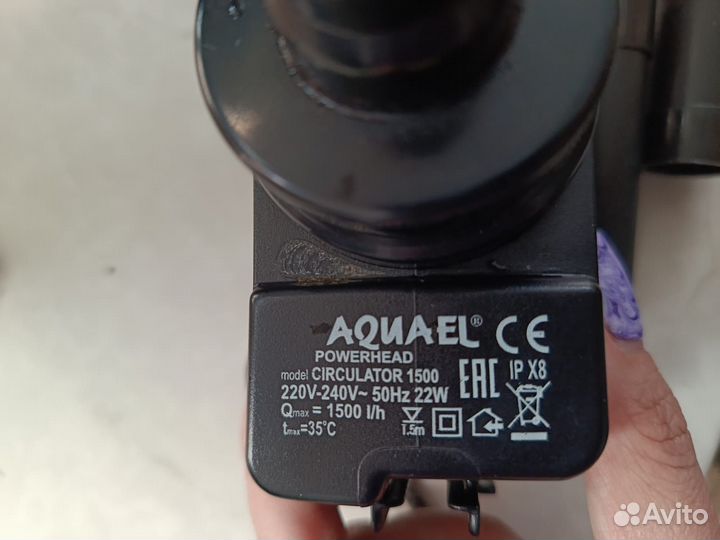 AQUAEL® CE
POWERHEAD
model CIRCULATOR 1500 EAC IP X8
220V-240V~ 50Hz 22W
Qmax = 1500 l/h
tmax=35°C 1.5m
Avito